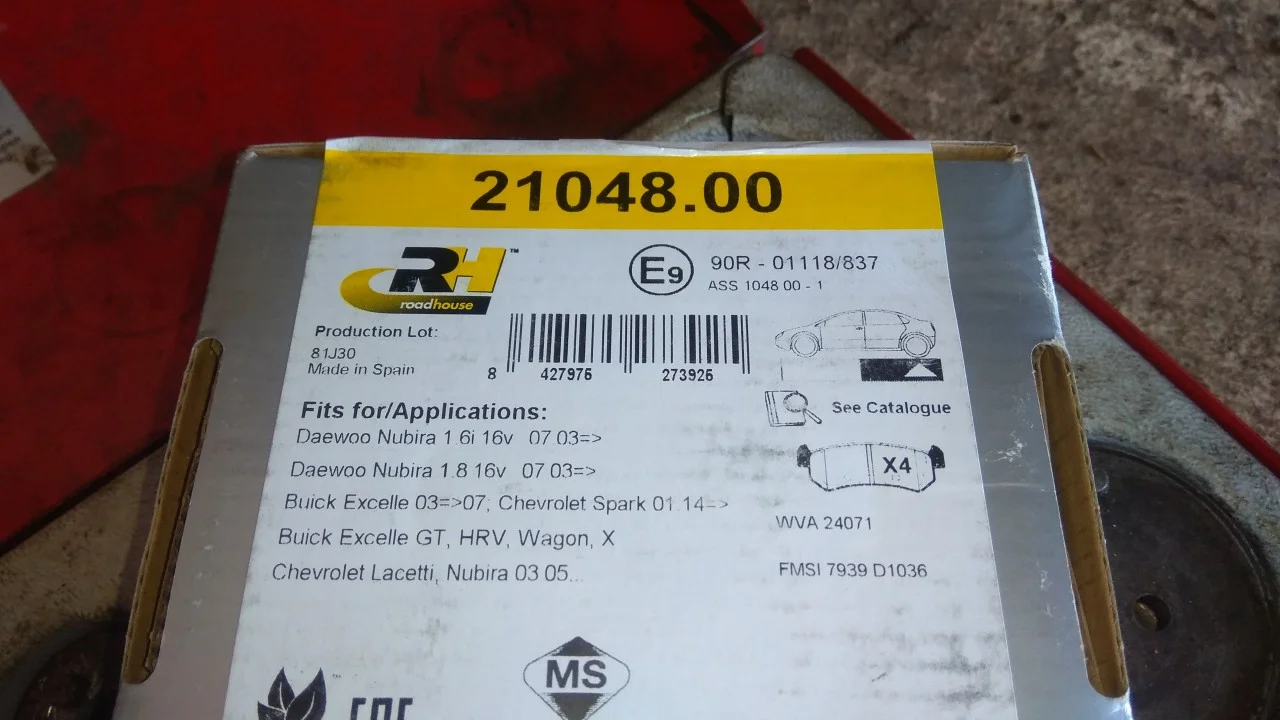 21048.00
RH™
roadhouse
E9
90R - 01118/837
ASS 1048 00 - 1
Production Lot:
81J30
Made in Spain
8 427975 273925
See Catalogue
Fits for/Applications:
Daewoo Nubira 1 6i 16v 07 03=>
Daewoo Nubira 1.8 16v 07 03=>
Buick Excelle 03=>07; Chevrolet Spark 01.14=>
Buick Excelle GT, HRV, Wagon, X
Chevrolet Lacetti, Nubira 03 05...
X4
WVA 24071
FMSI 7939 D1036
MS